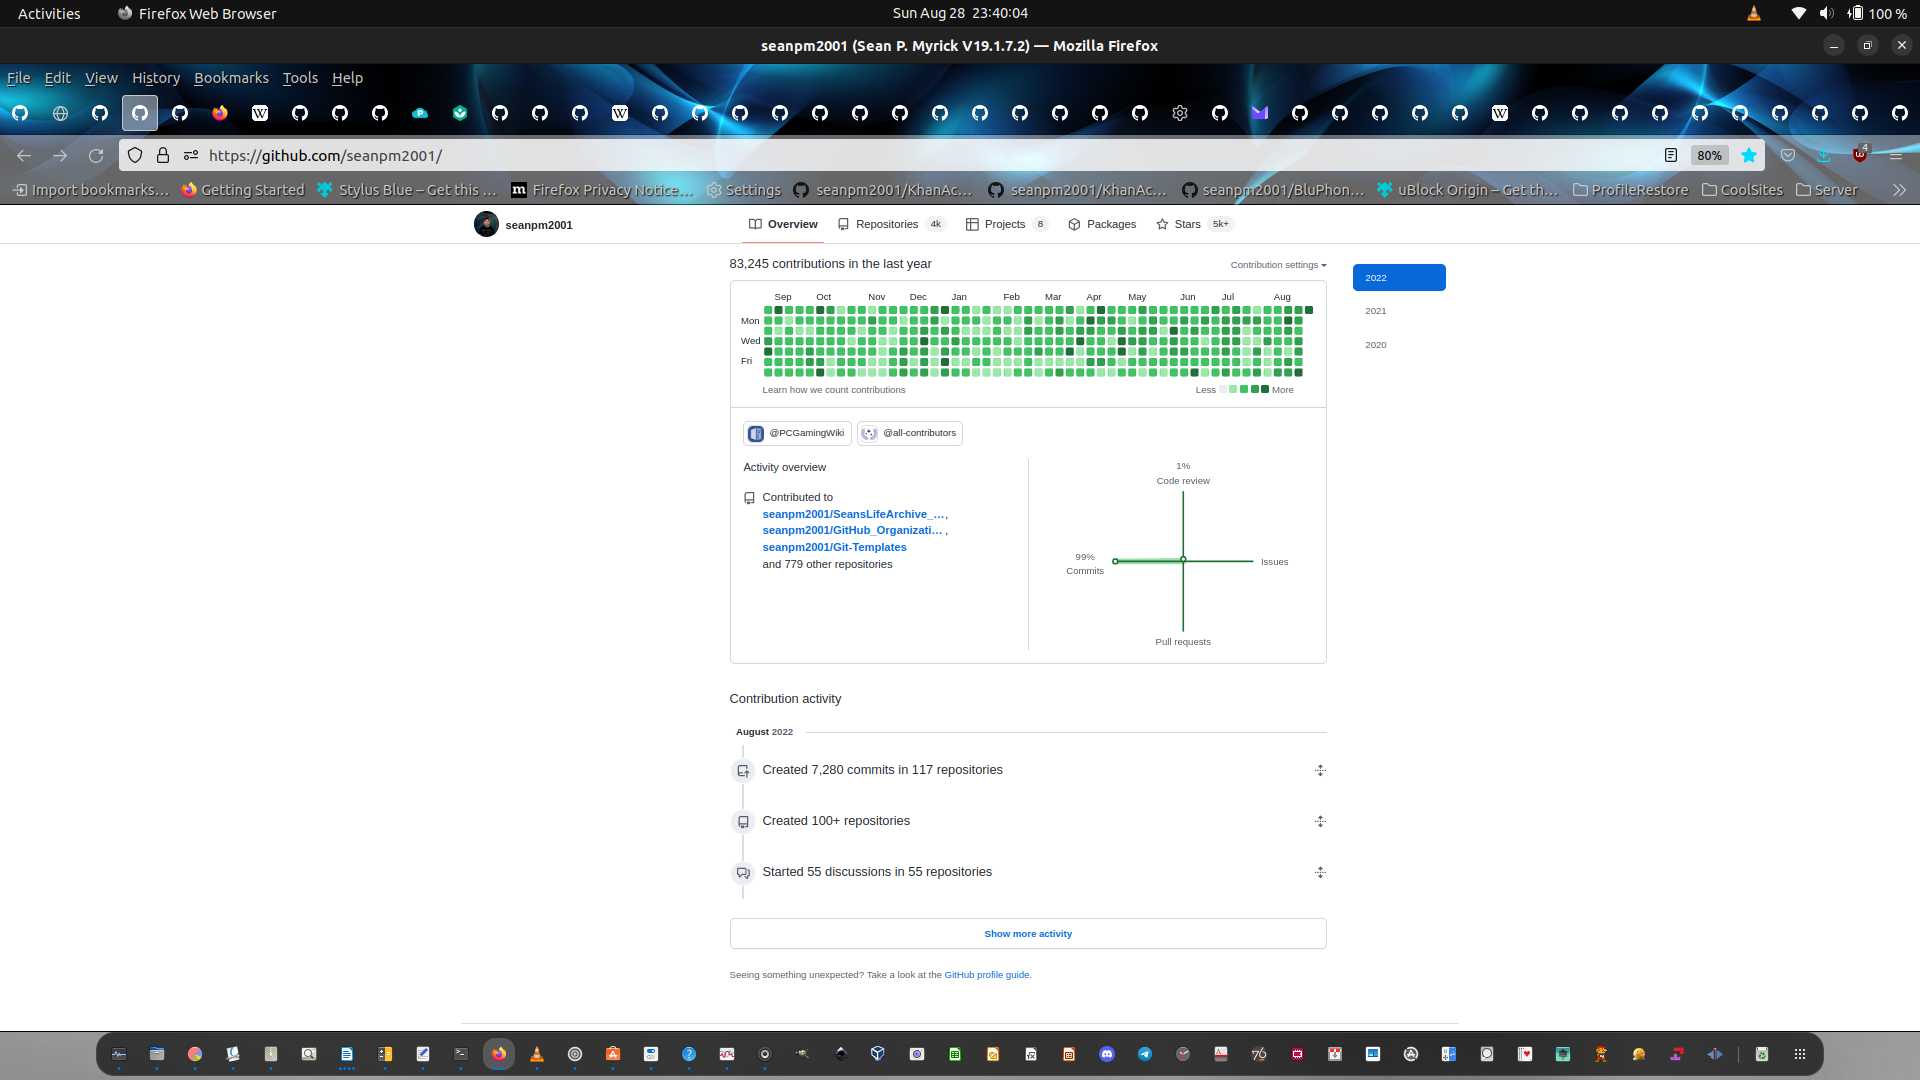 Activities
Firefox Web Browser
Sun Aug 28 23:40:04
100 %
seanpm2001 (Sean P. Myrick V19.1.7.2) — Mozilla Firefox
File Edit View History Bookmarks Tools Help
https://github.com/seanpm2001/
80%
4
Import bookmarks…
Getting Started
Stylus Blue – Get this …
Firefox Privacy Notice…
Settings
seanpm2001/KhanAc…
seanpm2001/KhanAc…
seanpm2001/BluPhon…
uBlock Origin – Get th…
ProfileRestore
CoolSites
Server
seanpm2001
Overview
Repositories 4k
Projects 8
Packages
Stars 5k+
83,245 contributions in the last year
Contribution settings
2022
2021
2020
Sep Oct Nov Dec Jan Feb Mar Apr May Jun Jul Aug
Mon
Wed
Fri
Learn how we count contributions
Less More
@PCGamingWiki
@all-contributors
Activity overview
Contributed to
seanpm2001/SeansLifeArchive_…,
seanpm2001/GitHub_Organizati… ,
seanpm2001/Git-Templates
and 779 other repositories
1%
Code review
99%
Commits
Issues
Pull requests
Contribution activity
August 2022
Created 7,280 commits in 117 repositories
Created 100+ repositories
Started 55 discussions in 55 repositories
Show more activity
Seeing something unexpected? Take a look at the GitHub profile guide.